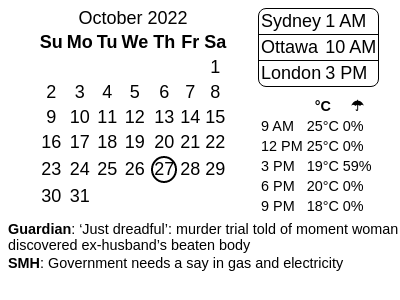 October 2022
Su Mo Tu We Th Fr Sa
1
2 3 4 5 6 7 8
9 10 11 12 13 14 15
16 17 18 19 20 21 22
23 24 25 26 27 28 29
30 31
Sydney 1 AM
Ottawa 10 AM
London 3 PM
°C ☂
9 AM 25°C 0%
12 PM 25°C 0%
3 PM 19°C 59%
6 PM 20°C 0%
9 PM 18°C 0%
Guardian: ‘Just dreadful’: murder trial told of moment woman
discovered ex-husband’s beaten body
SMH: Government needs a say in gas and electricity